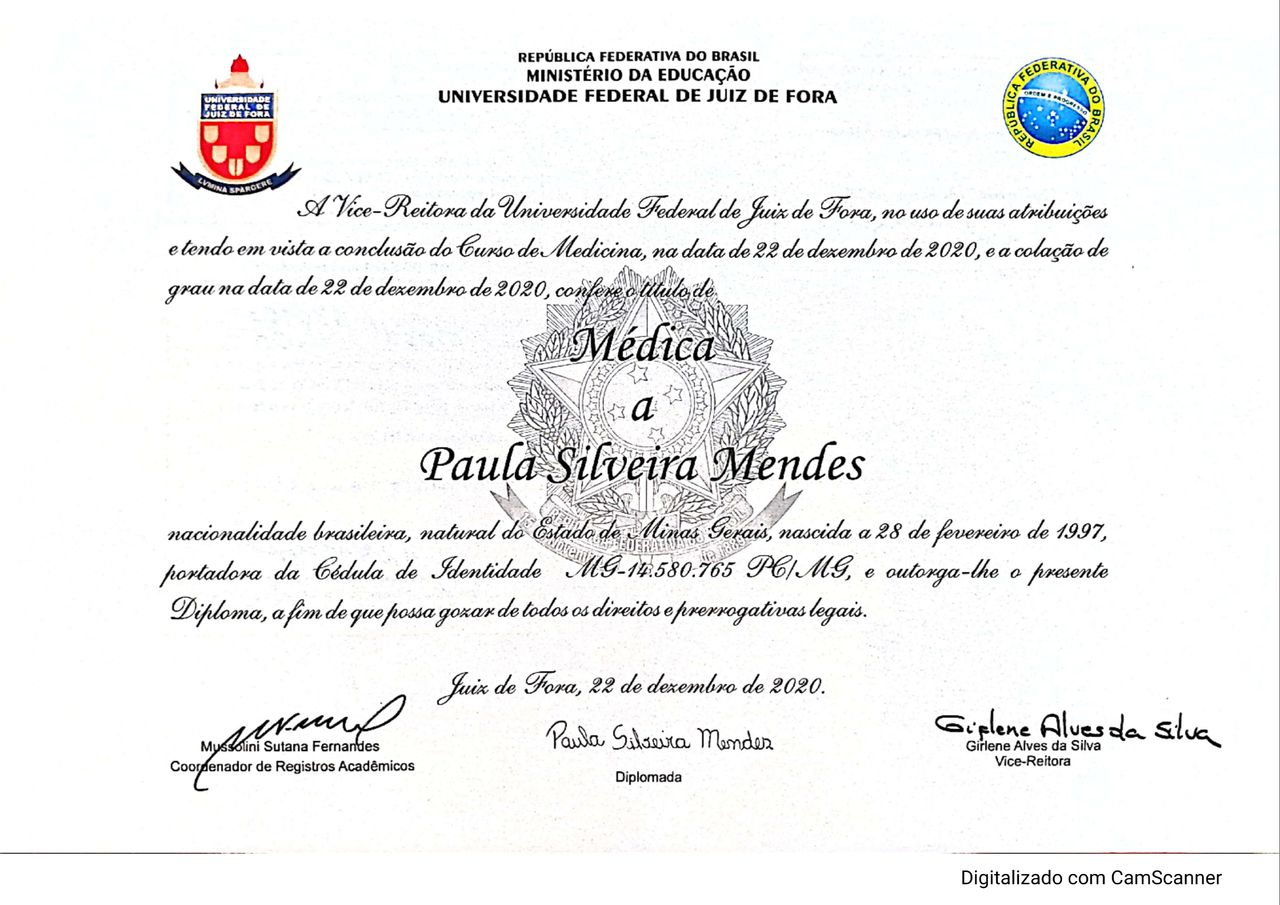 REPÚBLICA FEDERATIVA DO BRASIL
MINISTÉRIO DA EDUCAÇÃO
UNIVERSIDADE FEDERAL DE JUIZ DE FORA
UNIVERSIDADE
FEDERAL DE
JUIZ DE FORA
LVMINA SPARGERE
REPÚBLICA FEDERATIVA DO BRASIL
ORDEM E PROGRESSO
A Vice-Reitora da Universidade Federal de Juiz de Fora, no uso de suas atribuições
e tendo em vista a conclusão do Curso de Medicina, na data de 22 de dezembro de 2020, e a colação de
grau na data de 22 de dezembro de 2020, confere o título de
Médica
a
Paula Silveira Mendes
nacionalidade brasileira, natural do Estado de Minas Gerais, nascida a 28 de fevereiro de 1997,
portadora da Cédula de Identidade MG-14.580.765 PC/MG, e outorga-lhe o presente
Diploma, a fim de que possa gozar de todos os direitos e prerrogativas legais.
Juiz de Fora, 22 de dezembro de 2020.
Mussolini Sutana Fernandes
Coordenador de Registros Acadêmicos
Paula Silveira Mendes
Diplomada
Girlene Alves da Silva
Girlene Alves da Silva
Vice-Reitora
Digitalizado com CamScanner